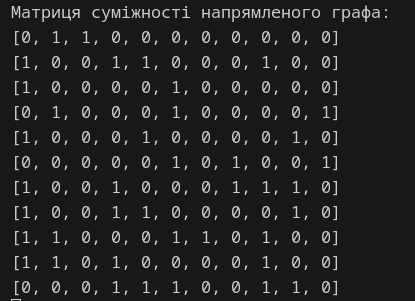 Матриця суміжності напрямленого графа:
[0, 1, 1, 0, 0, 0, 0, 0, 0, 0, 0]
[1, 0, 0, 1, 1, 0, 0, 0, 1, 0, 0]
[1, 0, 0, 0, 0, 1, 0, 0, 0, 0, 0]
[0, 1, 0, 0, 0, 1, 0, 0, 0, 0, 1]
[1, 0, 0, 0, 1, 0, 0, 0, 0, 1, 0]
[0, 0, 0, 0, 0, 1, 0, 1, 0, 0, 1]
[1, 0, 0, 1, 0, 0, 0, 1, 1, 1, 0]
[1, 0, 0, 1, 1, 0, 0, 0, 0, 1, 0]
[1, 1, 0, 0, 0, 1, 1, 0, 1, 0, 0]
[1, 1, 0, 1, 0, 0, 0, 0, 1, 0, 0]
[0, 0, 0, 1, 1, 1, 0, 0, 1, 1, 0]